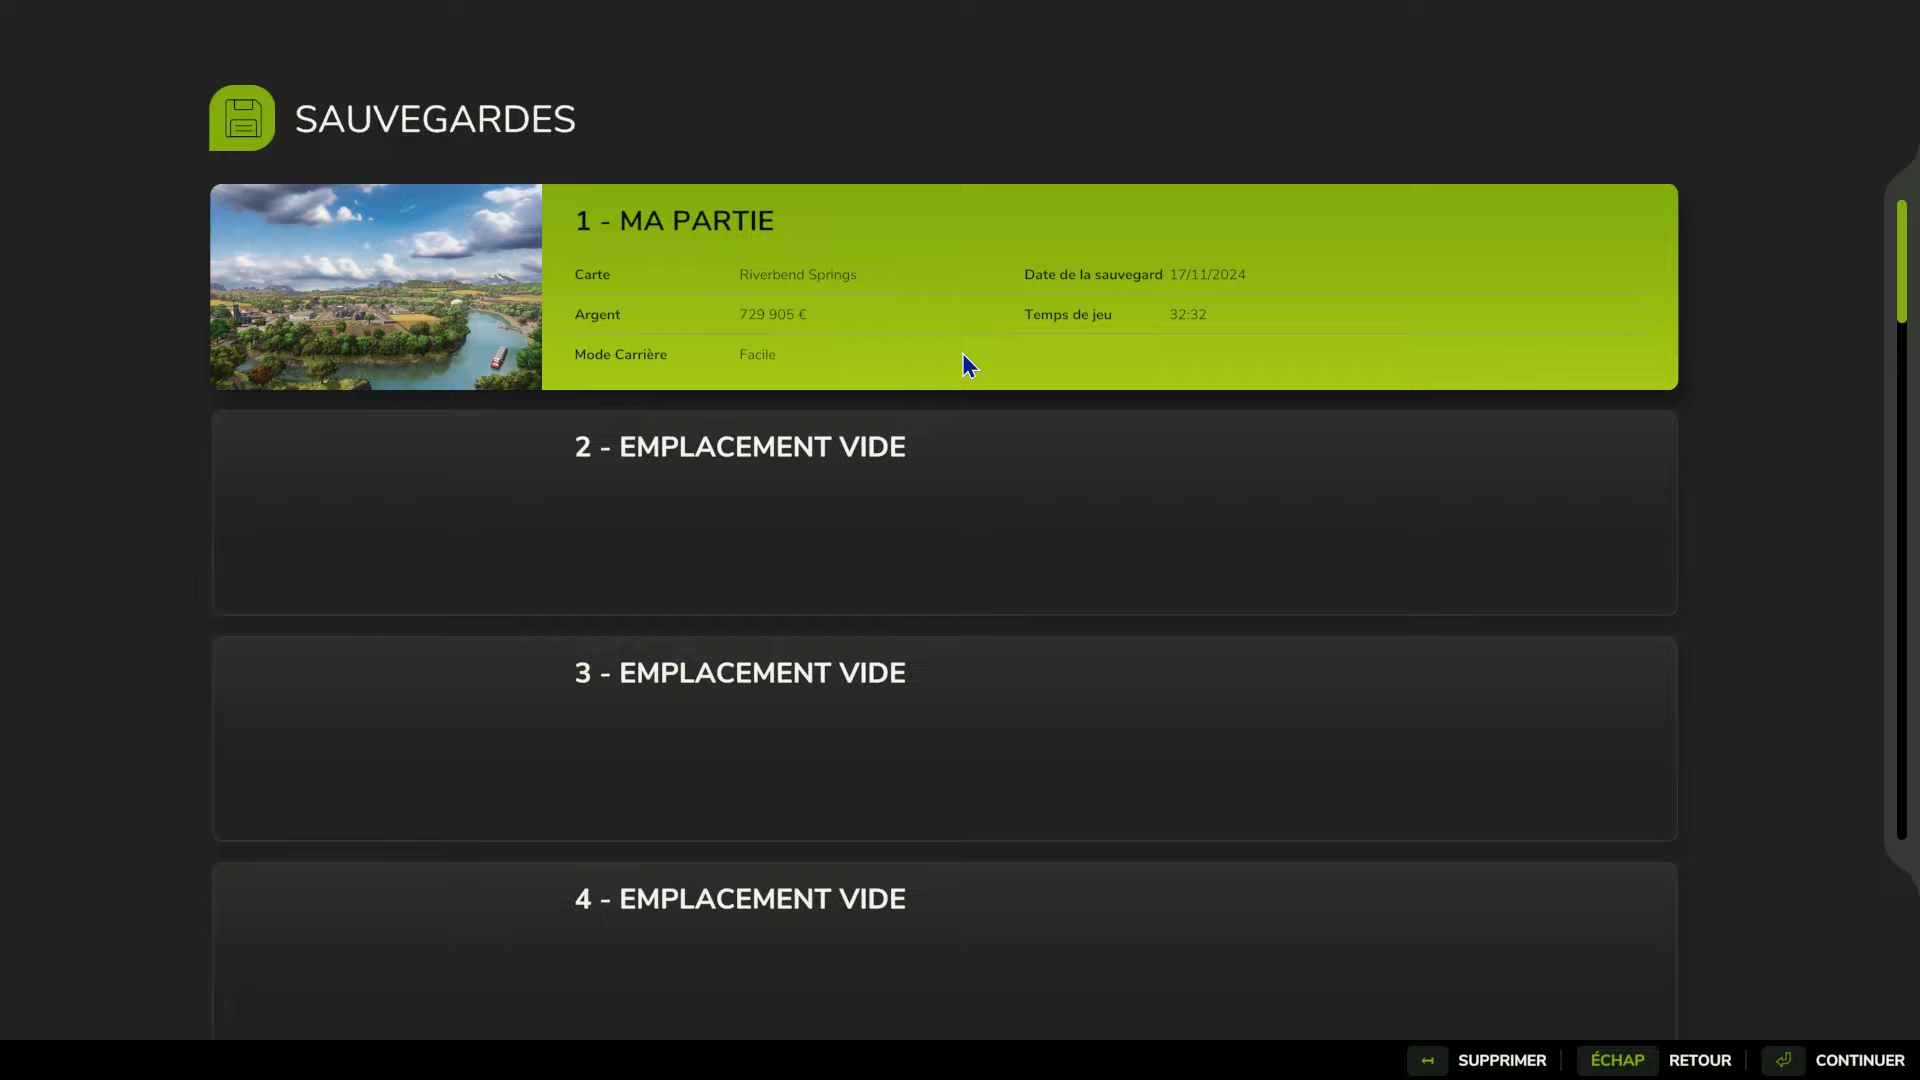 SAUVEGARDES
1 - MA PARTIE
Carte Riverbend Springs Date de la sauvegard 17/11/2024
Argent 729 905 € Temps de jeu 32:32
Mode Carrière Facile
2 - EMPLACEMENT VIDE
3 - EMPLACEMENT VIDE
4 - EMPLACEMENT VIDE
SUPPRIMER ÉCHAP RETOUR CONTINUER